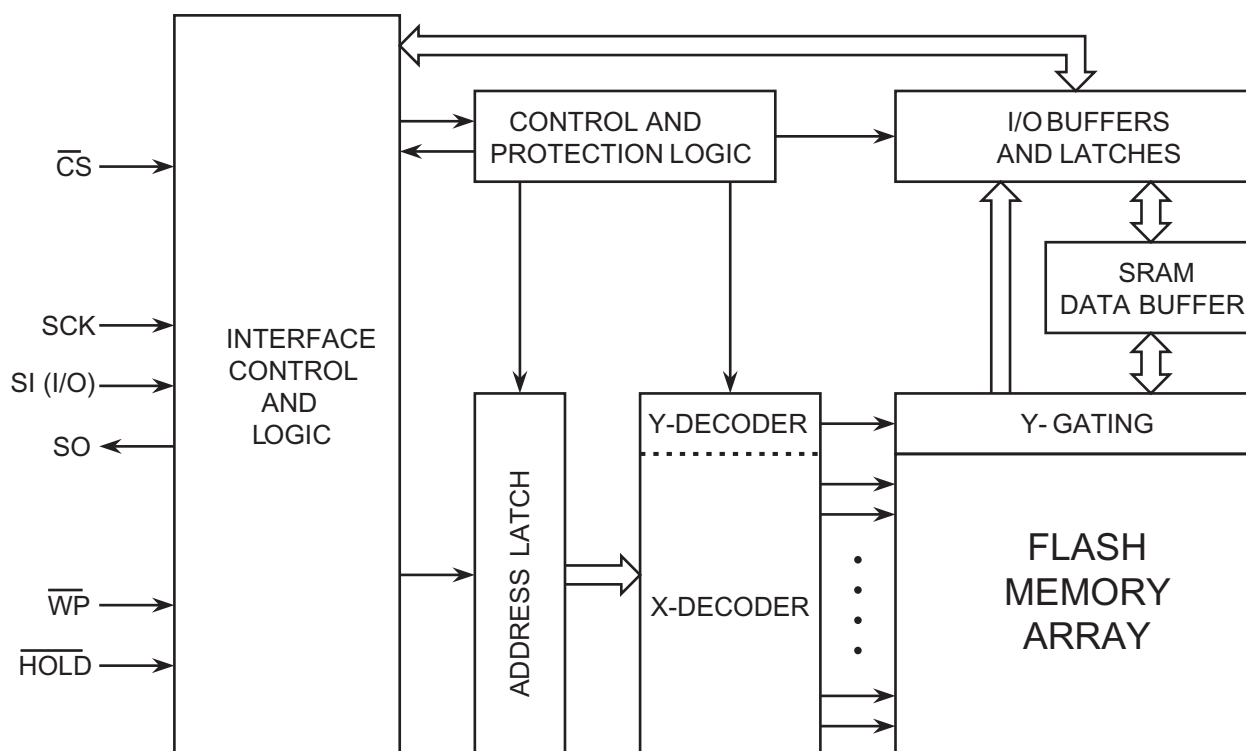 CS
SCK
SI (I/O)
SO
WP
HOLD
INTERFACE
CONTROL
AND
LOGIC
CONTROL AND
PROTECTION LOGIC
I/O BUFFERS
AND LATCHES
SRAM
DATA BUFFER
ADDRESS LATCH
Y-DECODER
X-DECODER
Y- GATING
FLASH
MEMORY
ARRAY